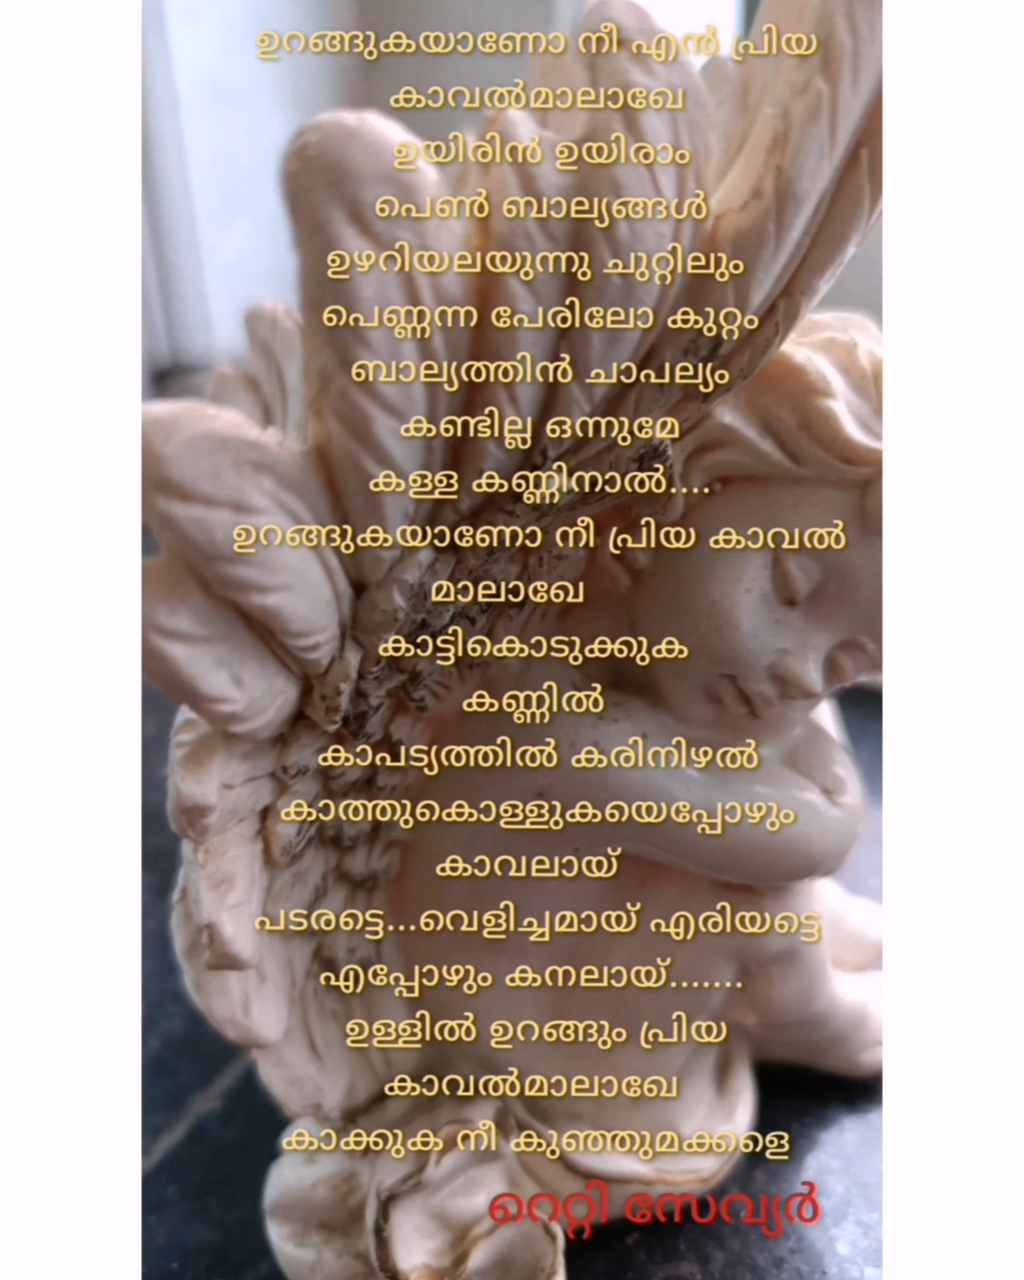 ഉറങ്ങുകയാണോ നീ എൻ പ്രിയ
കാവൽമാലാഖേ
ഉയിരിൻ ഉയിരാം
പെൺ ബാല്യങ്ങൾ
ഉഴറിയലയുന്നു ചുറ്റിലും
പെണ്ണന്ന പേരിലോ കുറ്റം
ബാല്യത്തിൻ ചാപല്യം
കണ്ടില്ല ഒന്നുമേ
കള്ള കണ്ണിനാൽ....
ഉറങ്ങുകയാണോ നീ പ്രിയ കാവൽ
മാലാഖേ
കാട്ടികൊടുക്കുക
കണ്ണിൽ
കാപട്യത്തിൽ കരിനിഴൽ
കാത്തുകൊള്ളുകയെപ്പോഴും
കാവലായ്
പടരട്ടെ...വെളിച്ചമായ് എരിയട്ടെ
എപ്പോഴും കനലായ്.......
ഉള്ളിൽ ഉറങ്ങും പ്രിയ
കാവൽമാലാഖേ
കാക്കുക നീ കുഞ്ഞുമക്കളെ
റെറ്റി സേവ്യർ